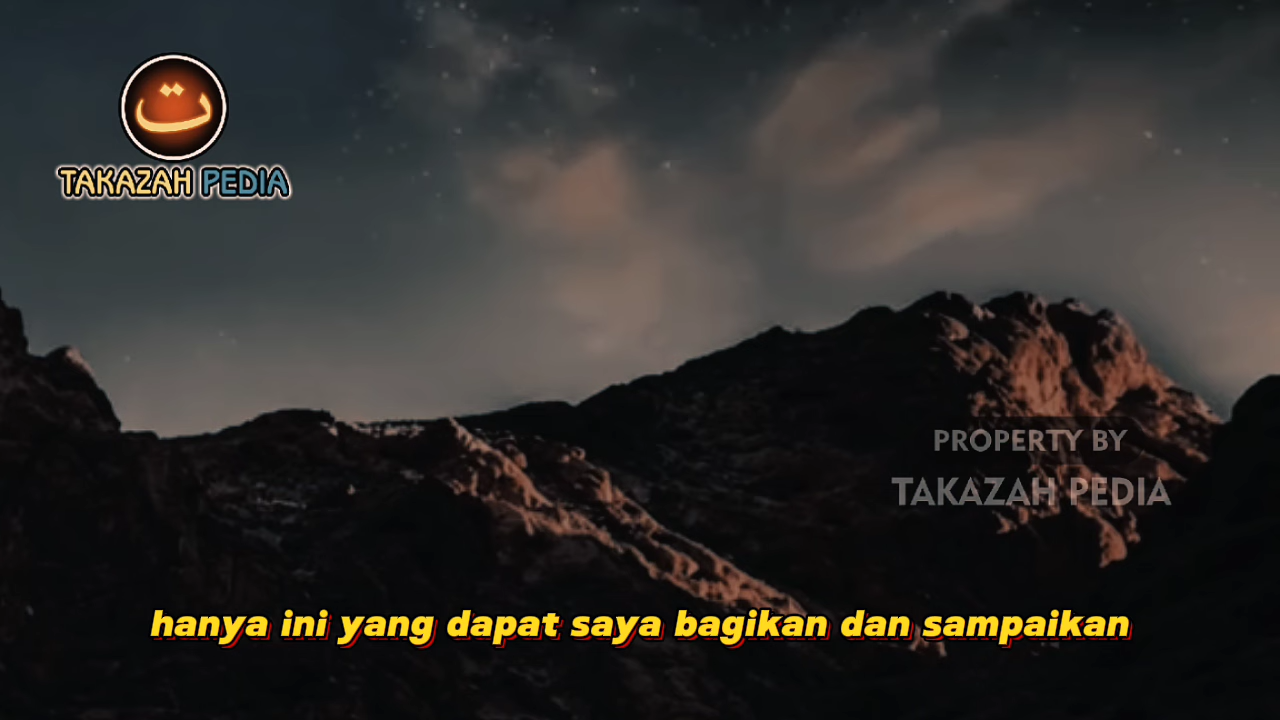 ت
TAKAZAH PEDIA
PROPERTY BY
TAKAZAH PEDIA
hanya ini yang dapat saya bagikan dan sampaikan